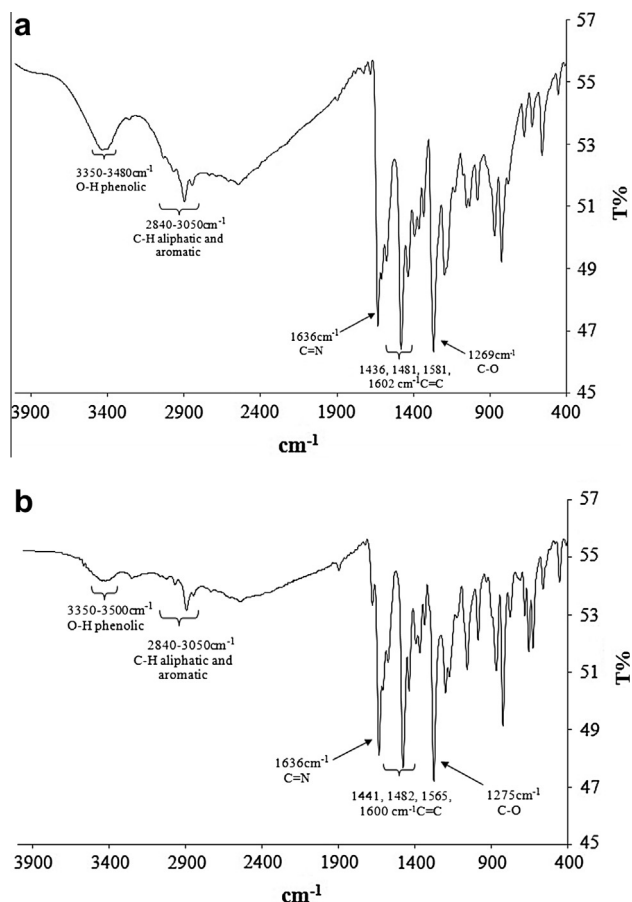 a
57
55
53
51
49
47
45
T%
3350-3480cm-1
O-H phenolic
2840-3050cm-1
C-H aliphatic and
aromatic
1636cm-1
C=N
1436, 1481, 1581,
1602 cm-1C=C
1269cm-1
C-O
3900 3400 2900 2400 1900 1400 900 400
cm-1
b
57
55
53
51
49
47
45
T%
3350-3500cm-1
O-H phenolic
2840-3050cm-1
C-H aliphatic and
aromatic
1636cm-1
C=N
1441, 1482, 1565,
1600 cm-1C=C
1275cm-1
C-O
3900 3400 2900 2400 1900 1400 900 400
cm-1